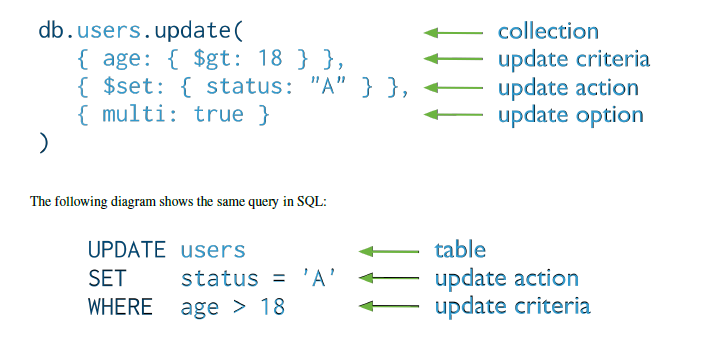 db.users.update( collection
{ age: { $gt: 18 } }, update criteria
{ $set: { status: "A" } }, update action
{ multi: true } update option
)
The following diagram shows the same query in SQL:
UPDATE users table
SET status = 'A' update action
WHERE age > 18 update criteria